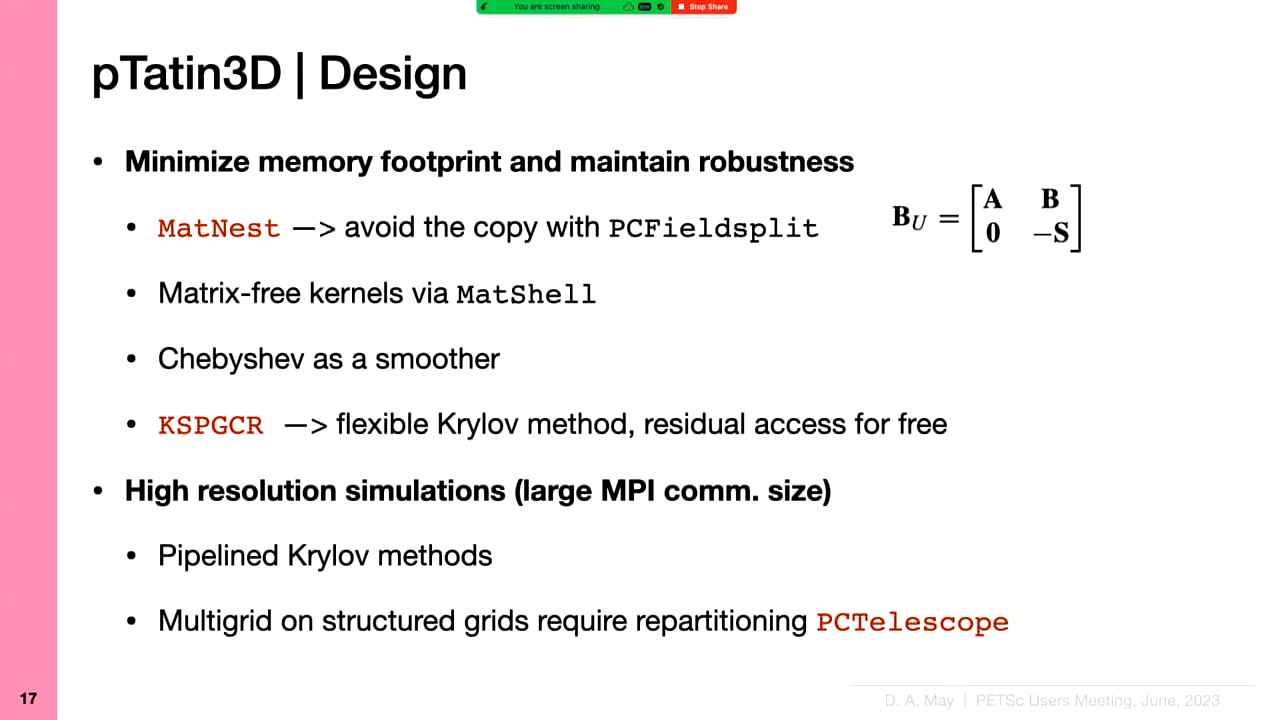 You are screen sharing
Stop Share
pTatin3D | Design
• Minimize memory footprint and maintain robustness
• MatNest —> avoid the copy with PCFieldsplit
B_U = [A B
0 −S]
• Matrix-free kernels via MatShell
• Chebyshev as a smoother
• KSPGCR —> flexible Krylov method, residual access for free
• High resolution simulations (large MPI comm. size)
• Pipelined Krylov methods
• Multigrid on structured grids require repartitioning PCTelescope
17
D. A. May | PETSc Users Meeting, June, 2023